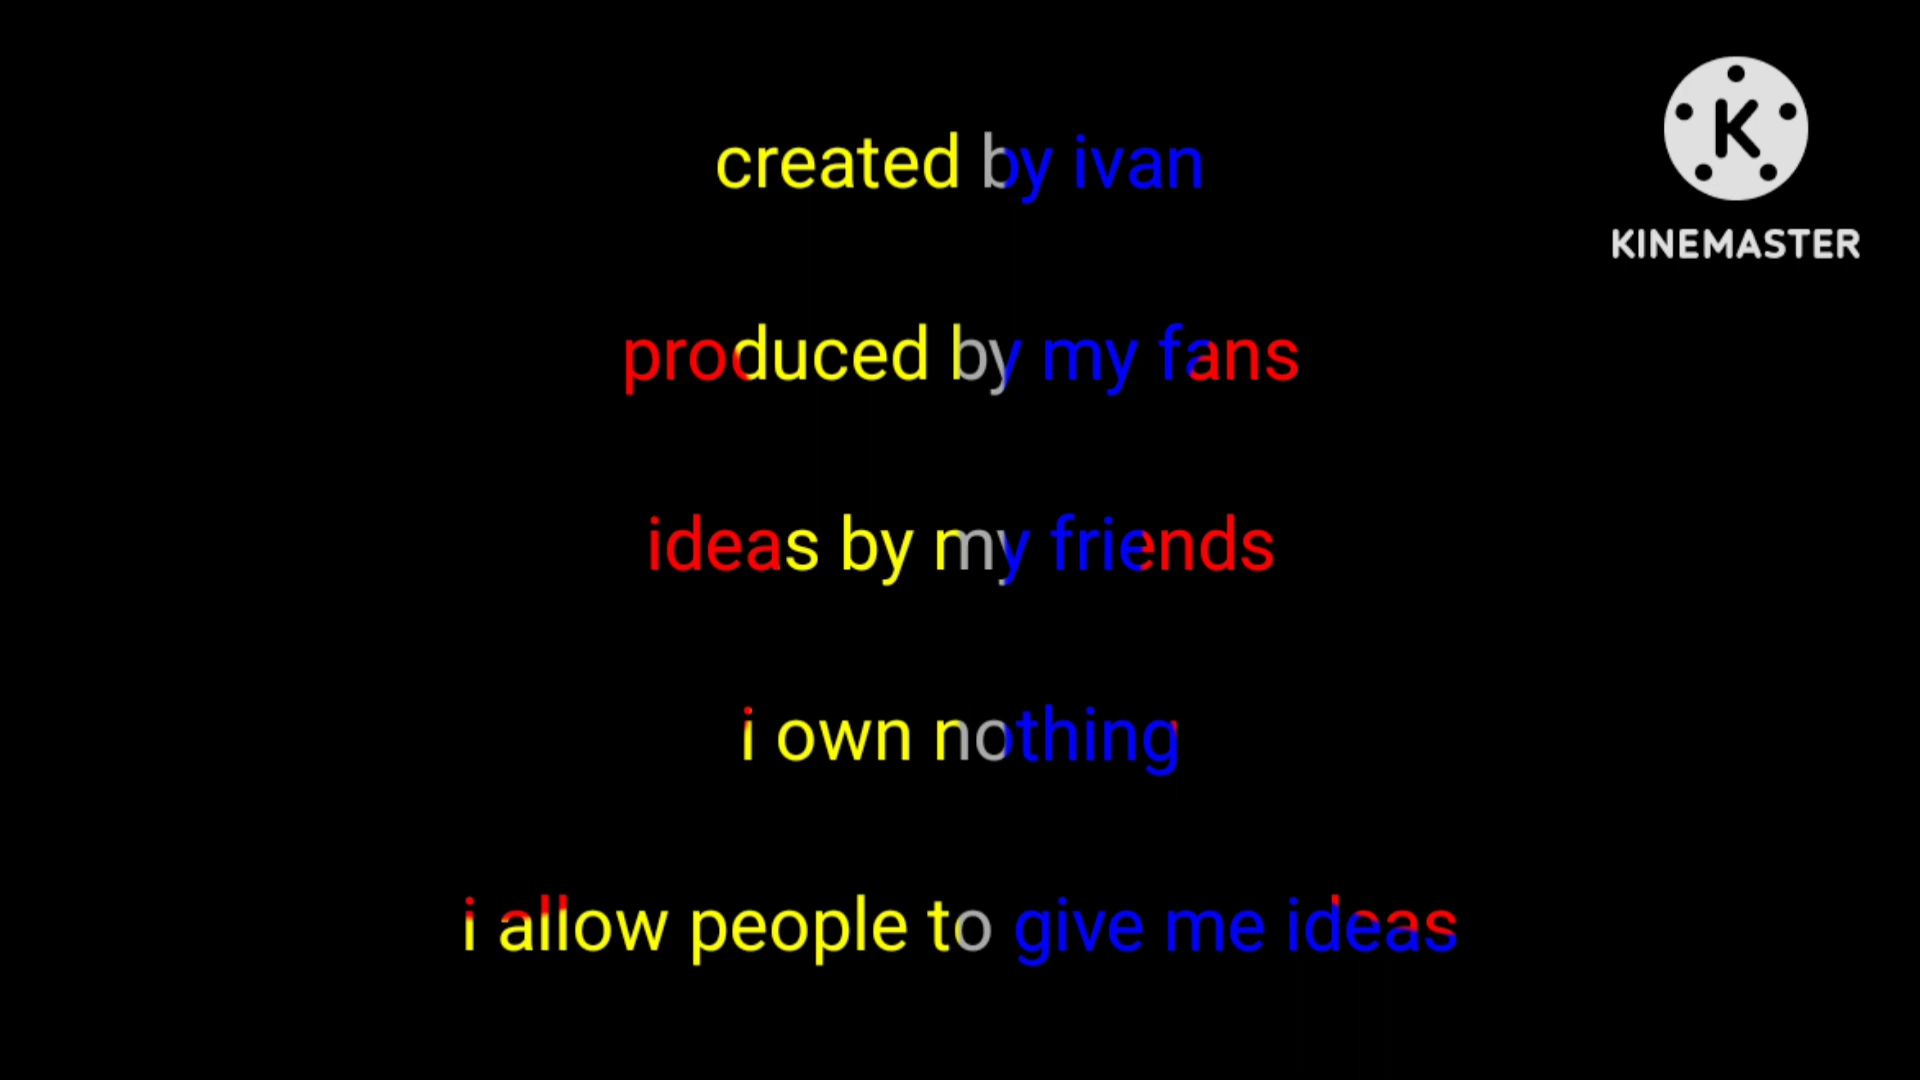 created by ivan
K
KINEMASTER
produced by my fans
ideas by my friends
i own nothing
i allow people to give me ideas